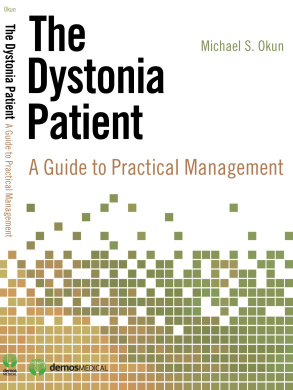 Okun
The Dystonia Patient A Guide to Practical Management
The
Dystonia
Patient
Michael S. Okun
A Guide to Practical Management
demosMEDICAL